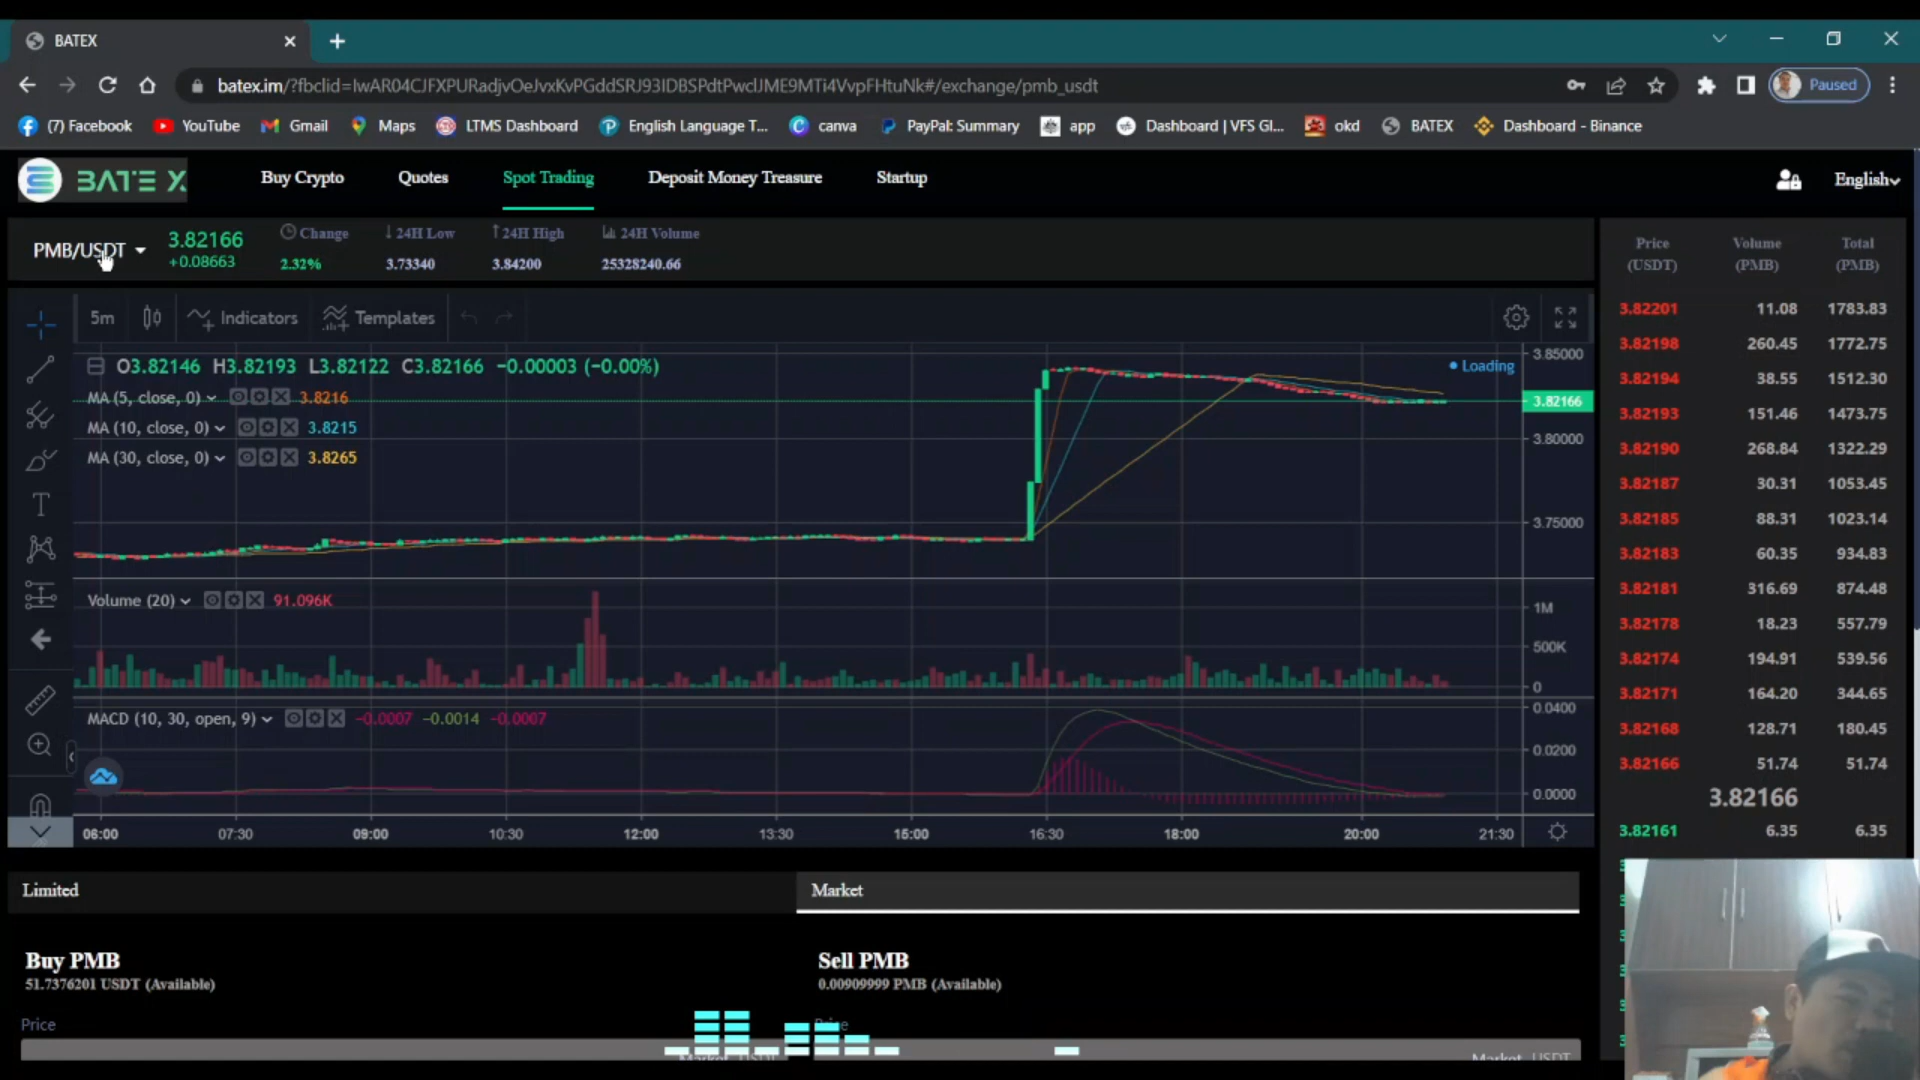 BATEX
batex.im/?fbclid=IwAR04CJFXPURadjvOeJvxKvPGddSRJ93IDBSPdtPwclJME9MTi4VvpFHtuNk#/exchange/pmb_usdt
Paused
(7) Facebook YouTube Gmail Maps LTMS Dashboard English Language T... canva PayPal: Summary app Dashboard | VFS Gl... okd BATEX Dashboard - Binance
BATE X Buy Crypto Quotes Spot Trading Deposit Money Treasure Startup English
PMB/USDT 3.82166 Change 24H Low 24H High 24H Volume
+0.08663 2.32% 3.73340 3.84200 25328240.66
5m Indicators Templates
O3.82146 H3.82193 L3.82122 C3.82166 −0.00003 (−0.00%)
Loading
MA (5, close, 0) 3.8216
MA (10, close, 0) 3.8215
MA (30, close, 0) 3.8265
3.85000
3.82166
3.80000
3.75000
Volume (20) 91.096K
1M
500K
0
MACD (10, 30, open, 9) −0.0007 −0.0014 −0.0007
0.0400
0.0200
0.0000
06:00 07:30 09:00 10:30 12:00 13:30 15:00 16:30 18:00 20:00 21:30
Price Volume Total
(USDT) (PMB) (PMB)
3.82201 11.08 1783.83
3.82198 260.45 1772.75
3.82194 38.55 1512.30
3.82193 151.46 1473.75
3.82190 268.84 1322.29
3.82187 30.31 1053.45
3.82185 88.31 1023.14
3.82183 60.35 934.83
3.82181 316.69 874.48
3.82178 18.23 557.79
3.82174 194.91 539.56
3.82171 164.20 344.65
3.82168 128.71 180.45
3.82166 51.74 51.74
3.82166
3.82161 6.35 6.35
Limited Market
Buy PMB Sell PMB
51.7376201 USDT (Available) 0.00909999 PMB (Available)
Price Price
Market USDT